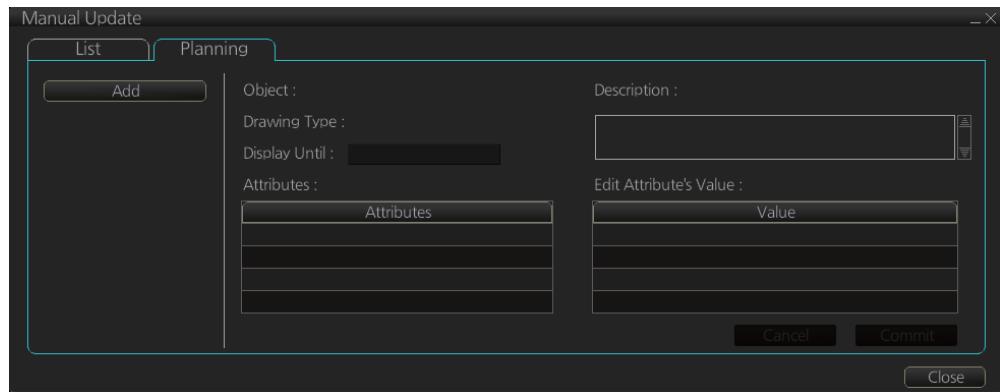 Manual Update
List
Planning
Add
Object :
Description :
Drawing Type :
Display Until :
Attributes :
Edit Attribute's Value :
Attributes
Value
Cancel
Commit
Close